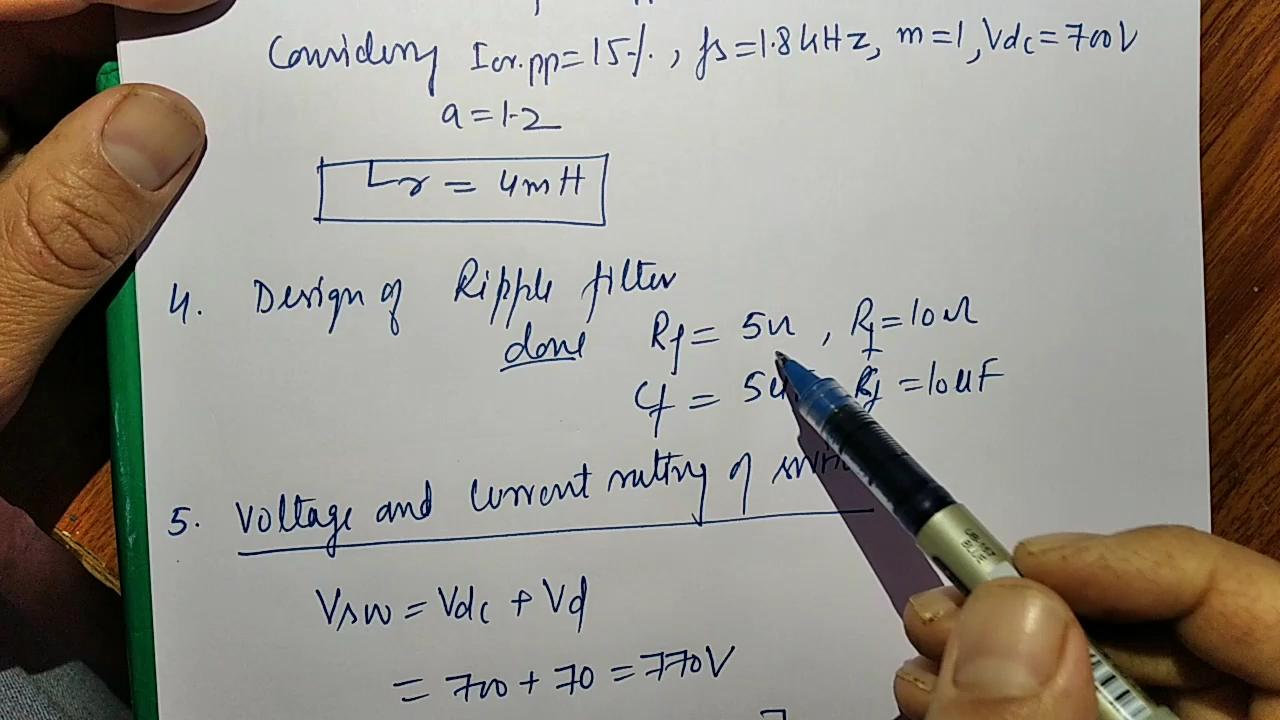 Considering Icr.pp = 15%, fs = 1.8 kHz, m = 1, Vdc = 700V
a = 1.2
Lr = 4mH
4. Design of Ripple filter
done Rf = 5Ω, Rf = 10Ω
Cf = 5u = 10uF
5. Voltage and Current rating of
Vsw = Vdc + Vd
= 700 + 70 = 770V